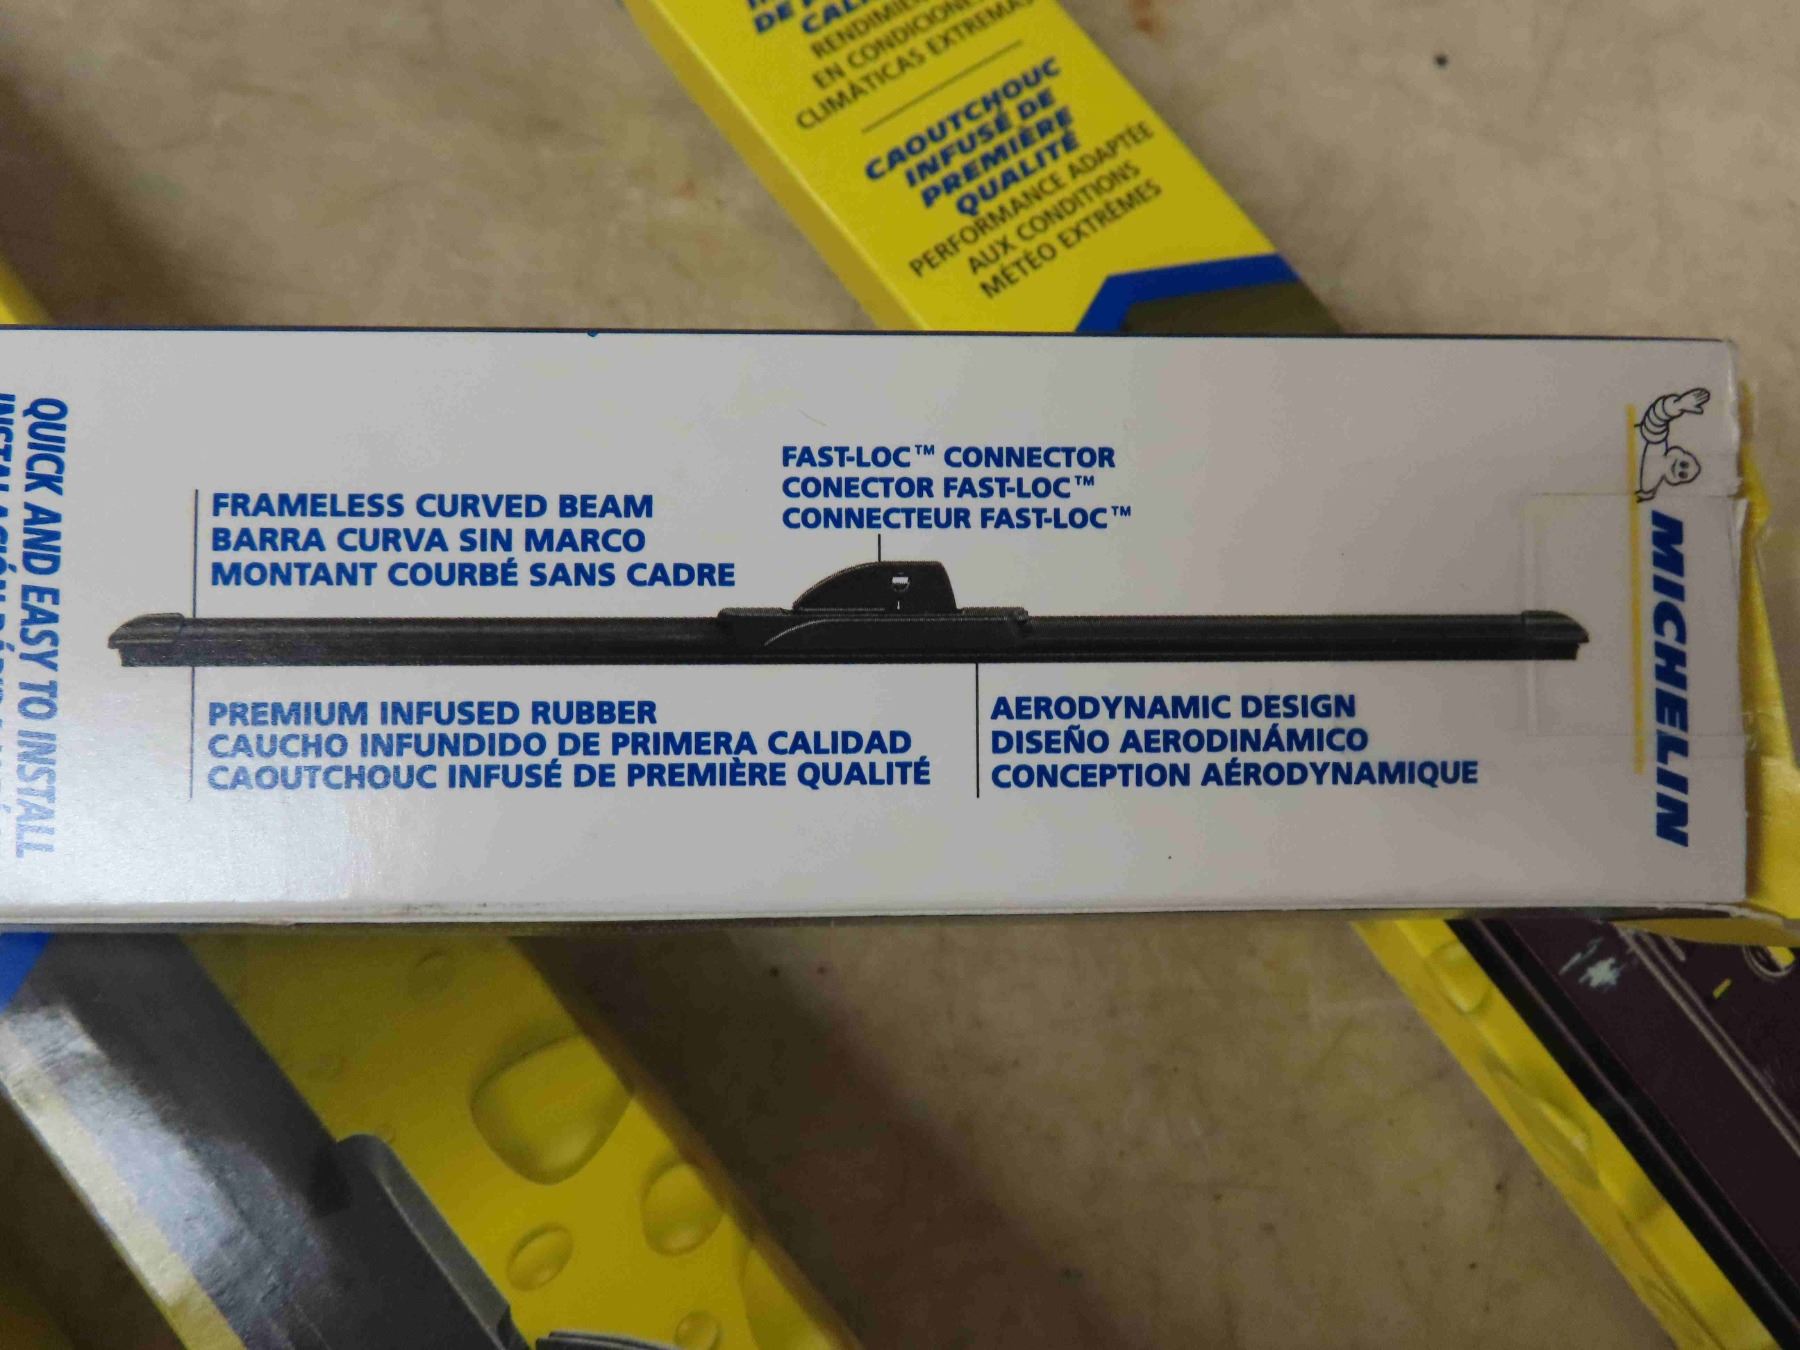 RENDIMIENTO
EN CONDICIONES
CLIMÁTICAS EXTREMAS
CAOUTCHOUC
INFUSÉ DE
PREMIÈRE
QUALITÉ
PERFORMANCE ADAPTÉE
AUX CONDITIONS
MÉTÉO EXTRÊMES
QUICK AND EASY TO INSTALL
FRAMELESS CURVED BEAM
BARRA CURVA SIN MARCO
MONTANT COURBÉ SANS CADRE
FAST-LOC™ CONNECTOR
CONECTOR FAST-LOC™
CONNECTEUR FAST-LOC™
PREMIUM INFUSED RUBBER
CAUCHO INFUNDIDO DE PRIMERA CALIDAD
CAOUTCHOUC INFUSÉ DE PREMIÈRE QUALITÉ
AERODYNAMIC DESIGN
DISEÑO AERODINÁMICO
CONCEPTION AÉRODYNAMIQUE
MICHELIN